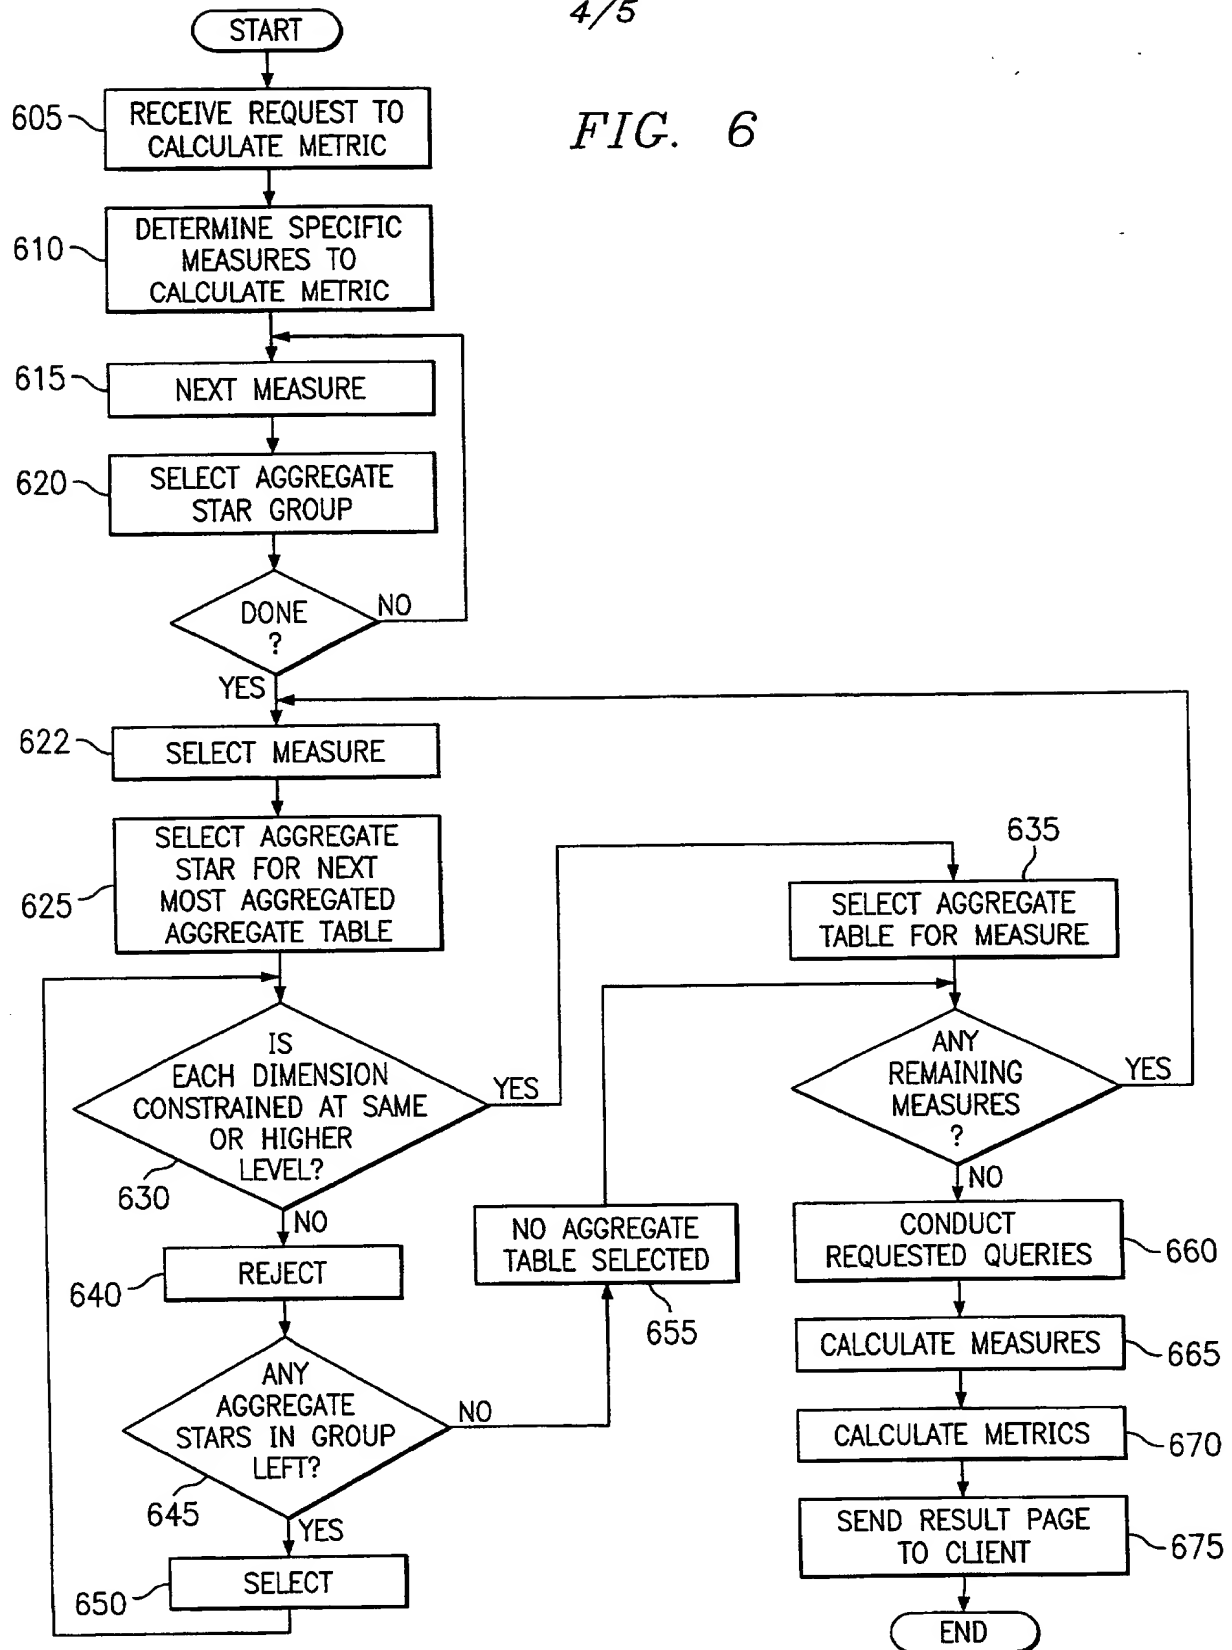 4/5
FIG. 6
START
605
RECEIVE REQUEST TO
CALCULATE METRIC
610
DETERMINE SPECIFIC
MEASURES TO
CALCULATE METRIC
615
NEXT MEASURE
620
SELECT AGGREGATE
STAR GROUP
DONE
?
NO
YES
622
SELECT MEASURE
625
SELECT AGGREGATE
STAR FOR NEXT
MOST AGGREGATED
AGGREGATE TABLE
IS
EACH DIMENSION
CONSTRAINED AT SAME
OR HIGHER
LEVEL?
630
YES
NO
640
REJECT
ANY
AGGREGATE
STARS IN GROUP
LEFT?
645
NO
YES
650
SELECT
NO AGGREGATE
TABLE SELECTED
655
635
SELECT AGGREGATE
TABLE FOR MEASURE
ANY
REMAINING
MEASURES
?
YES
NO
CONDUCT
REQUESTED QUERIES
660
CALCULATE MEASURES
665
CALCULATE METRICS
670
SEND RESULT PAGE
TO CLIENT
675
END